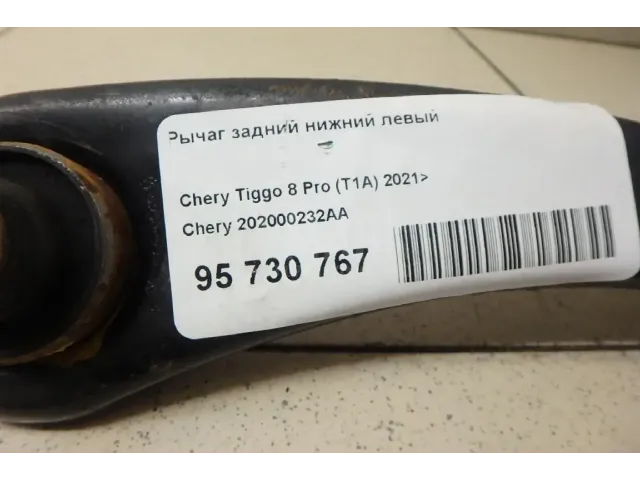 Рычаг задний нижний левый
Chery Tiggo 8 Pro (T1A) 2021>
Chery 202000232AA
95 730 767